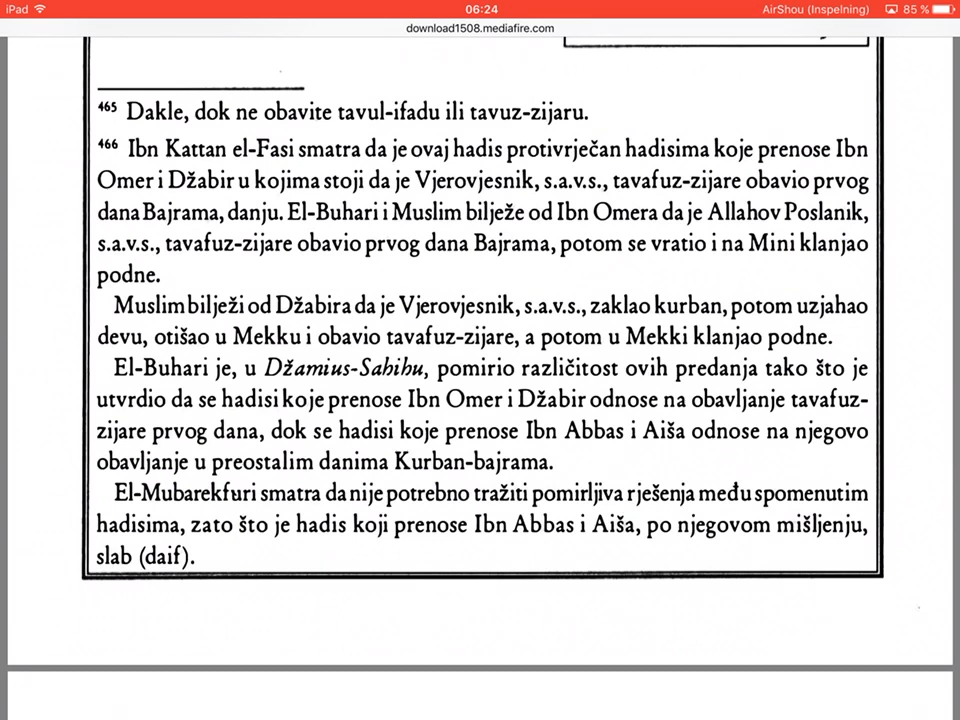 iPad 06:24 AirShou (Inspelning) 85 %
download1508.mediafire.com
465 Dakle, dok ne obavite tavul-ifadu ili tavuz-zijaru.
466 Ibn Kattan el-Fasi smatra da je ovaj hadis protivrječan hadisima koje prenose Ibn
Omer i Džabir u kojima stoji da je Vjerovjesnik, s.a.v.s., tavafuz-zijare obavio prvog
dana Bajrama, danju. El-Buhari i Muslim bilježe od Ibn Omera da je Allahov Poslanik,
s.a.v.s., tavafuz-zijare obavio prvog dana Bajrama, potom se vratio i na Mini klanjao
podne.
Muslim bilježi od Džabira da je Vjerovjesnik, s.a.v.s., zaklao kurban, potom uzjahao
devu, otišao u Mekku i obavio tavafuz-zijare, a potom u Mekki klanjao podne.
El-Buhari je, u Džamius-Sahihu, pomirio različitost ovih predanja tako što je
utvrdio da se hadisi koje prenose Ibn Omer i Džabir odnose na obavljanje tavafuz-
zijare prvog dana, dok se hadisi koje prenose Ibn Abbas i Aiša odnose na njegovo
obavljanje u preostalim danima Kurban-bajrama.
El-Mubarekfuri smatra da nije potrebno tražiti pomirljiva rješenja među spomenutim
hadisima, zato što je hadis koji prenose Ibn Abbas i Aiša, po njegovom mišljenju,
slab (daif).